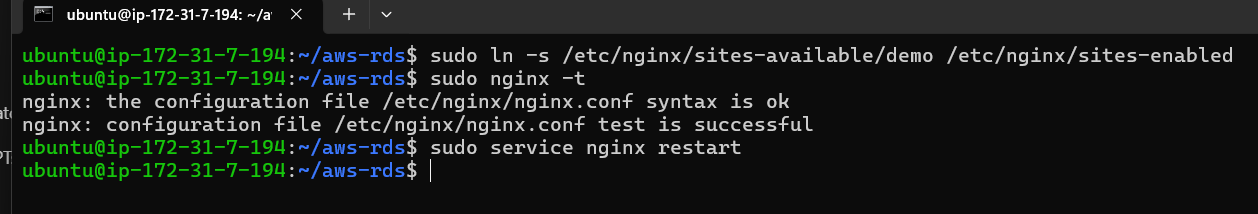 ubuntu@ip-172-31-7-194: ~/a
ubuntu@ip-172-31-7-194:~/aws-rds$ sudo ln -s /etc/nginx/sites-available/demo /etc/nginx/sites-enabled
ubuntu@ip-172-31-7-194:~/aws-rds$ sudo nginx -t
nginx: the configuration file /etc/nginx/nginx.conf syntax is ok
nginx: configuration file /etc/nginx/nginx.conf test is successful
ubuntu@ip-172-31-7-194:~/aws-rds$ sudo service nginx restart
ubuntu@ip-172-31-7-194:~/aws-rds$